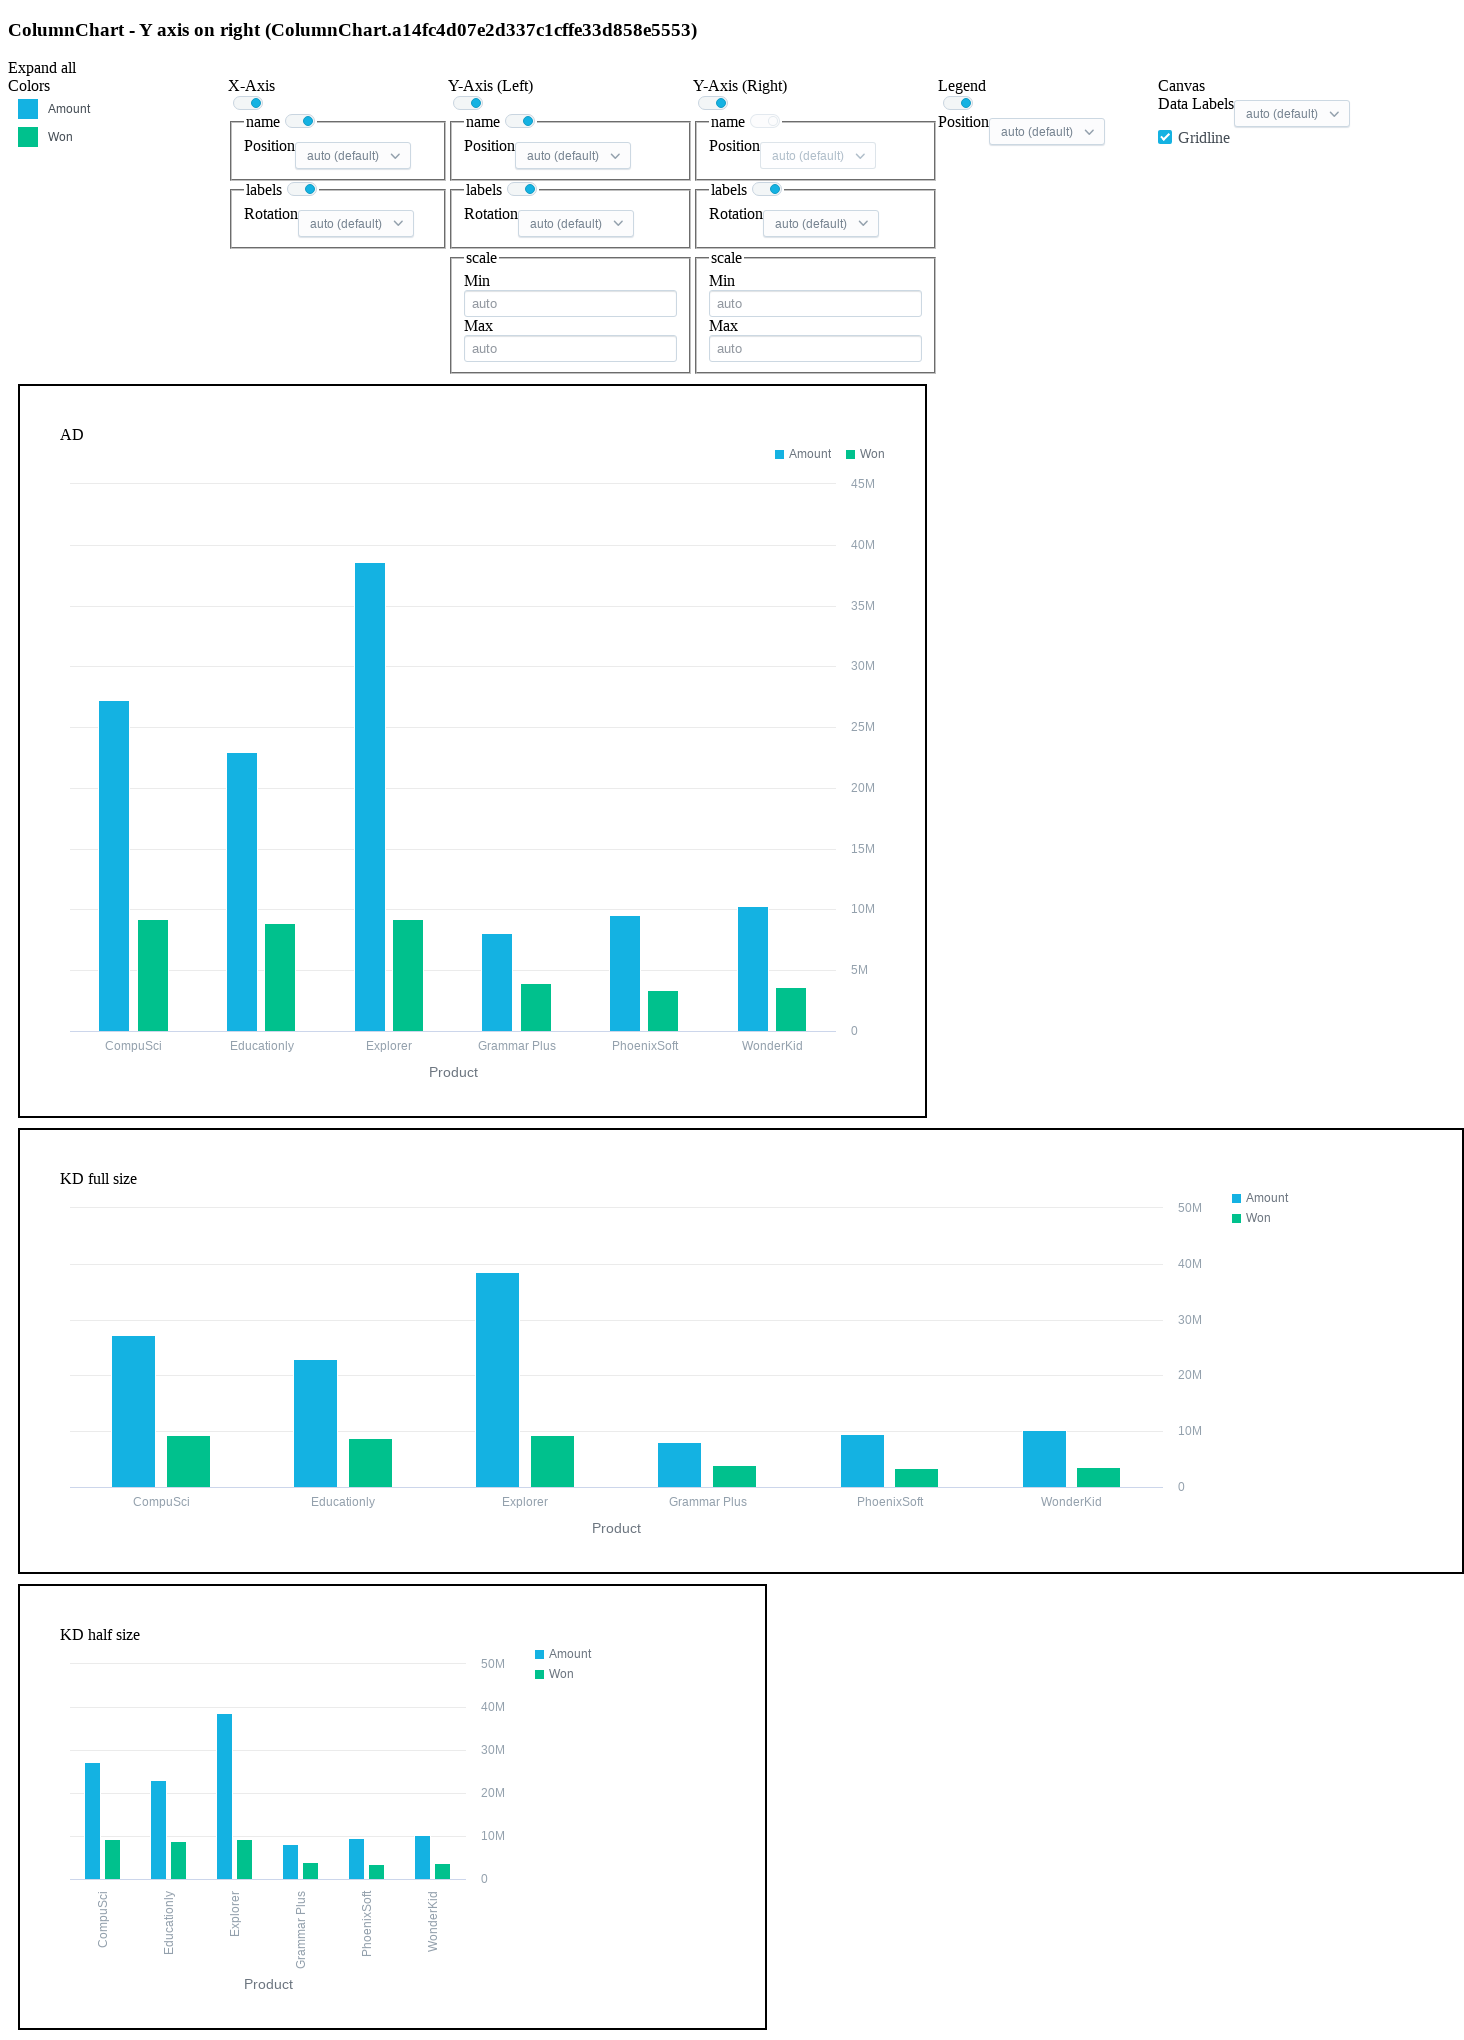 ColumnChart - Y axis on right (ColumnChart.a14fc4d07e2d337c1cffe33d858e5553)
Expand all
Colors
Amount
Won
X-Axis
name
Position auto (default)
labels
Rotation auto (default)
Y-Axis (Left)
name
Position auto (default)
labels
Rotation auto (default)
scale
Min
auto
Max
auto
Y-Axis (Right)
name
Position auto (default)
labels
Rotation auto (default)
scale
Min
auto
Max
auto
Legend
Position auto (default)
Canvas
Data Labels auto (default)
Gridline
AD
Amount Won
45M
40M
35M
30M
25M
20M
15M
10M
5M
0
CompuSci Educationly Explorer Grammar Plus PhoenixSoft WonderKid
Product
KD full size
Amount
Won
50M
40M
30M
20M
10M
0
CompuSci Educationly Explorer Grammar Plus PhoenixSoft WonderKid
Product
KD half size
Amount
Won
50M
40M
30M
20M
10M
0
CompuSci
Educationly
Explorer
Grammar Plus
PhoenixSoft
WonderKid
Product